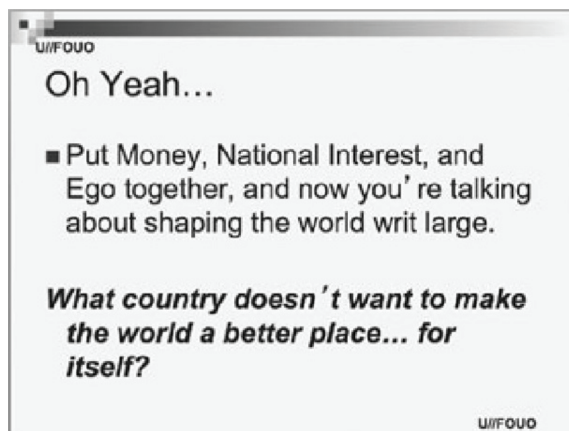 U//FOUO
Oh Yeah...
Put Money, National Interest, and
Ego together, and now you’re talking
about shaping the world writ large.
What country doesn’t want to make
the world a better place... for
itself?
U//FOUO